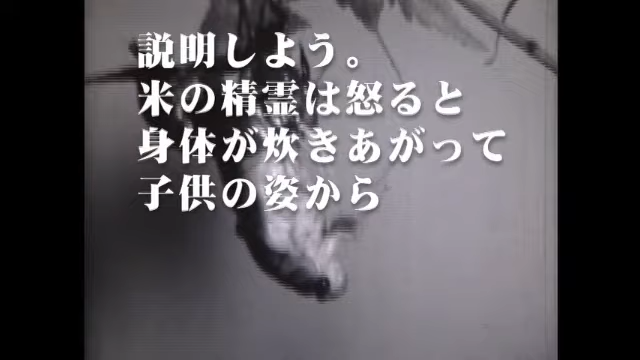 説明しよう。
米の精霊は怒ると
身体が炊きあがって
子供の姿から